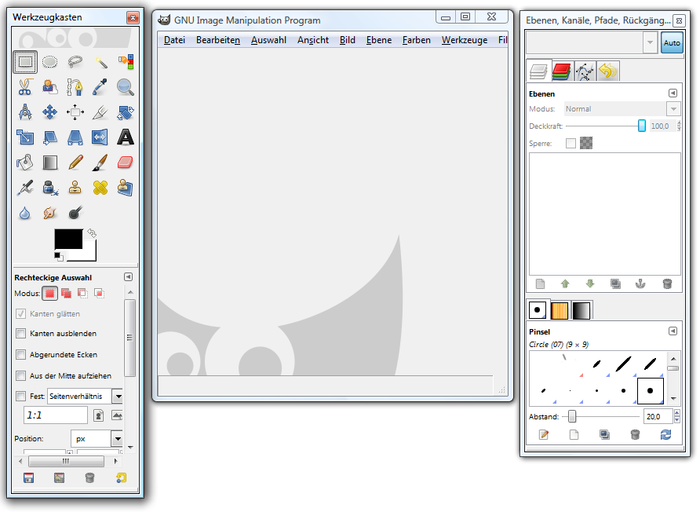 Werkzeugkasten
Rechteckige Auswahl
Modus:
Kanten glätten
Kanten ausblenden
Abgerundete Ecken
Aus der Mitte aufziehen
Fest: Seitenverhältnis
1:1
Position: px
GNU Image Manipulation Program
Datei Bearbeiten Auswahl Ansicht Bild Ebene Farben Werkzeuge Fil
Ebenen, Kanäle, Pfade, Rückgäng...
Auto
Ebenen
Modus: Normal
Deckkraft: 100,0
Sperre:
Pinsel
Circle (07) (9 × 9)
Abstand: 20,0